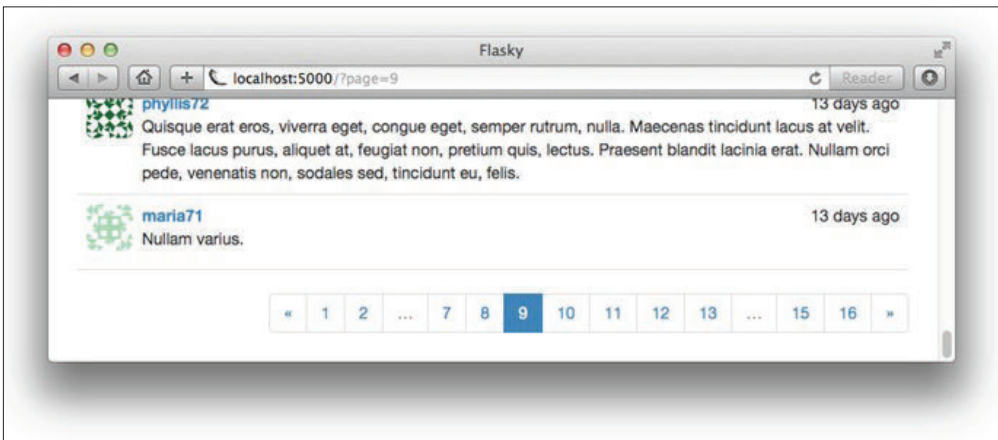 Flasky
localhost:5000/?page=9
Reader
phyllis72
13 days ago
Quisque erat eros, viverra eget, congue eget, semper rutrum, nulla. Maecenas tincidunt lacus at velit.
Fusce lacus purus, aliquet at, feugiat non, pretium quis, lectus. Praesent blandit lacinia erat. Nullam orci
pede, venenatis non, sodales sed, tincidunt eu, felis.
maria71
13 days ago
Nullam varius.
« 1 2 ... 7 8 9 10 11 12 13 ... 15 16 »